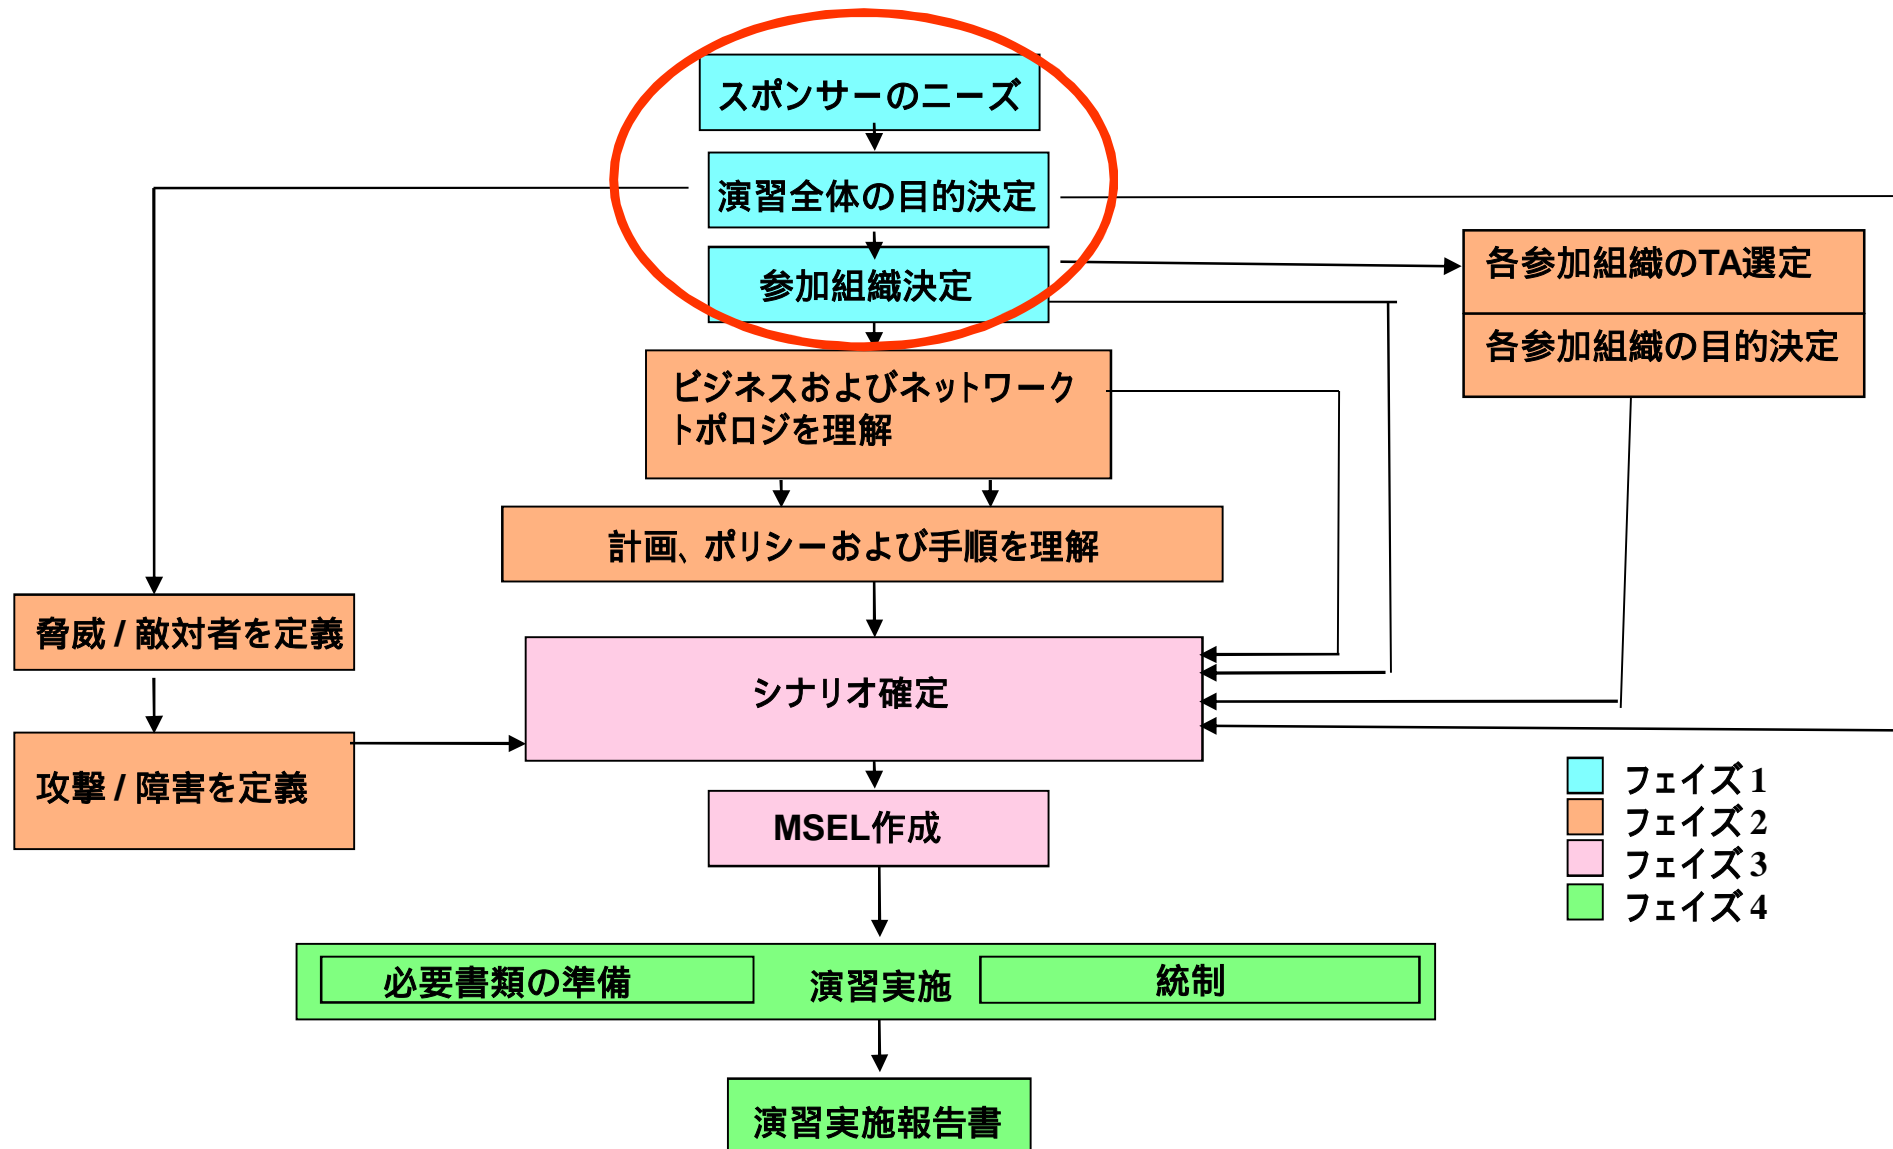 スポンサーのニーズ
演習全体の目的決定
参加組織決定
各参加組織のTA選定
各参加組織の目的決定
ビジネスおよびネットワーク
トポロジを理解
計画、ポリシーおよび手順を理解
脅威 / 敵対者を定義
シナリオ確定
攻撃 / 障害を定義
MSEL作成
フェイズ 1
フェイズ 2
フェイズ 3
フェイズ 4
必要書類の準備
演習実施
統制
演習実施報告書